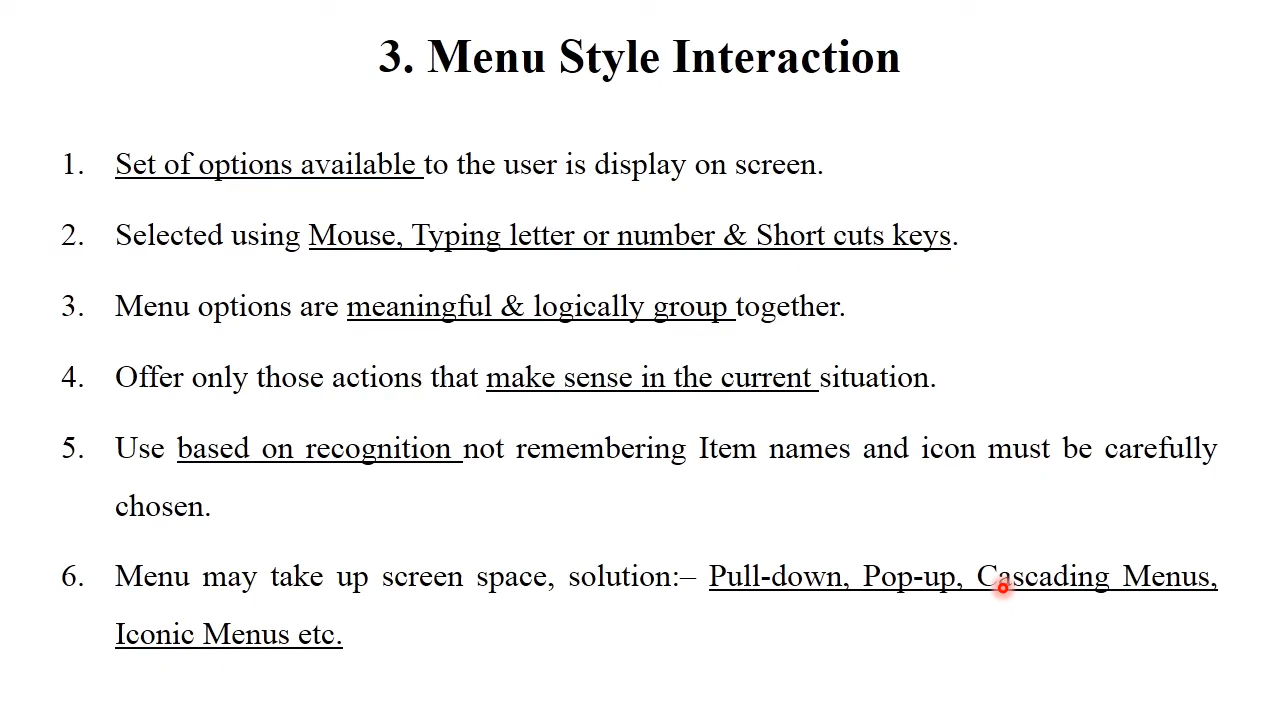 3. Menu Style Interaction
1. Set of options available to the user is display on screen.
2. Selected using Mouse, Typing letter or number & Short cuts keys.
3. Menu options are meaningful & logically group together.
4. Offer only those actions that make sense in the current situation.
5. Use based on recognition not remembering Item names and icon must be carefully
chosen.
6. Menu may take up screen space, solution:– Pull-down, Pop-up, Cascading Menus,
Iconic Menus etc.